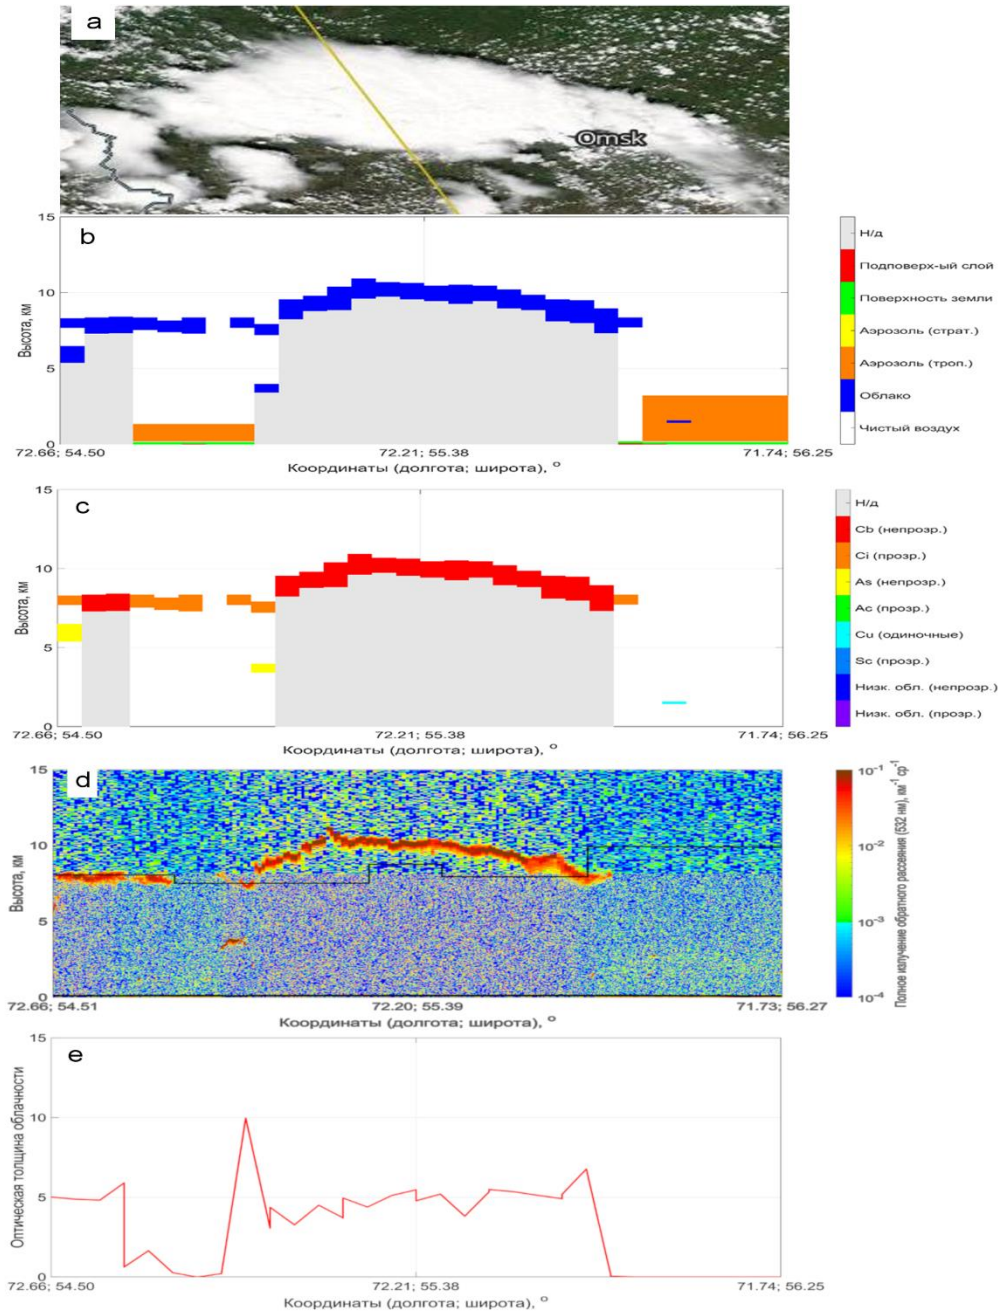 a
Omsk
b
15
10
5
0
Высота, км
72.66; 54.50
72.21; 55.38
71.74; 56.25
Координаты (долгота; широта), °
Н/д
Подповерх-ый слой
Поверхность земли
Аэрозоль (страт.)
Аэрозоль (троп.)
Облако
Чистый воздух
c
15
10
5
0
Высота, км
72.66; 54.50
72.21; 55.38
71.74; 56.25
Координаты (долгота; широта), °
Н/д
Cb (непрозр.)
Ci (прозр.)
As (непрозр.)
Ac (прозр.)
Cu (одиночные)
Sc (прозр.)
Низк. обл. (непрозр.)
Низк. обл. (прозр.)
d
15
10
5
0
Высота, км
72.66; 54.51
72.20; 55.39
71.73; 56.27
Координаты (долгота; широта), °
10⁻¹
10⁻²
10⁻³
10⁻⁴
Полное излучение обратного рассеяния (532 нм), км⁻¹ ср⁻¹
e
15
10
5
0
Оптическая толщина облачности
72.66; 54.50
72.21; 55.38
71.74; 56.25
Координаты (долгота; широта), °